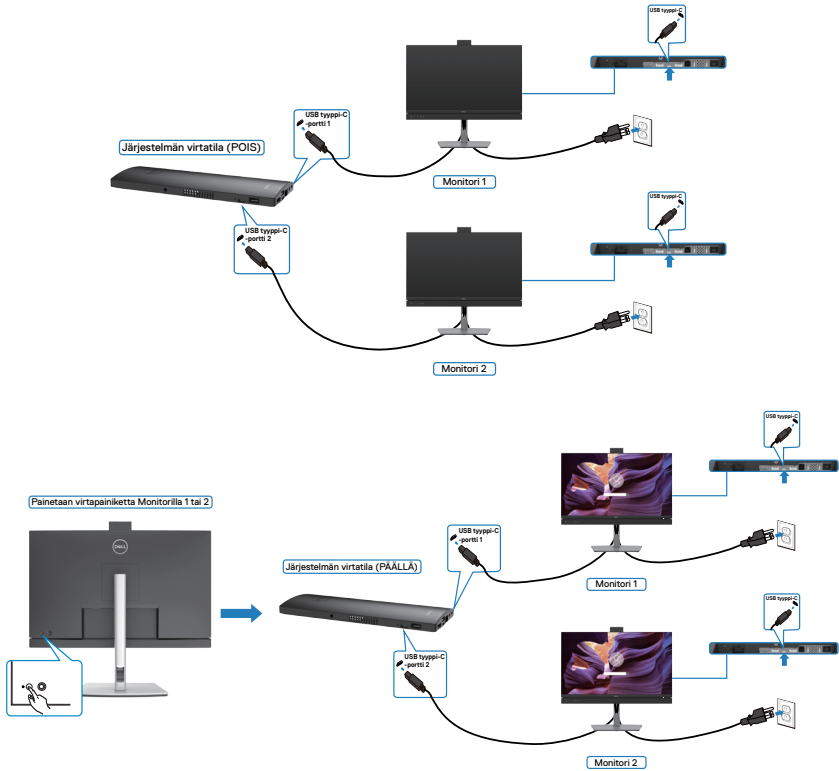 USB tyyppi-C
USB tyyppi-C
-portti 1
Järjestelmän virtatila (POIS)
Monitori 1
USB tyyppi-C
USB tyyppi-C
-portti 2
Monitori 2
USB tyyppi-C
Painetaan virtapainiketta Monitorilla 1 tai 2
USB tyyppi-C
-portti 1
DELL
Järjestelmän virtatila (PÄÄLLÄ)
Monitori 1
USB tyyppi-C
USB tyyppi-C
-portti 2
Monitori 2